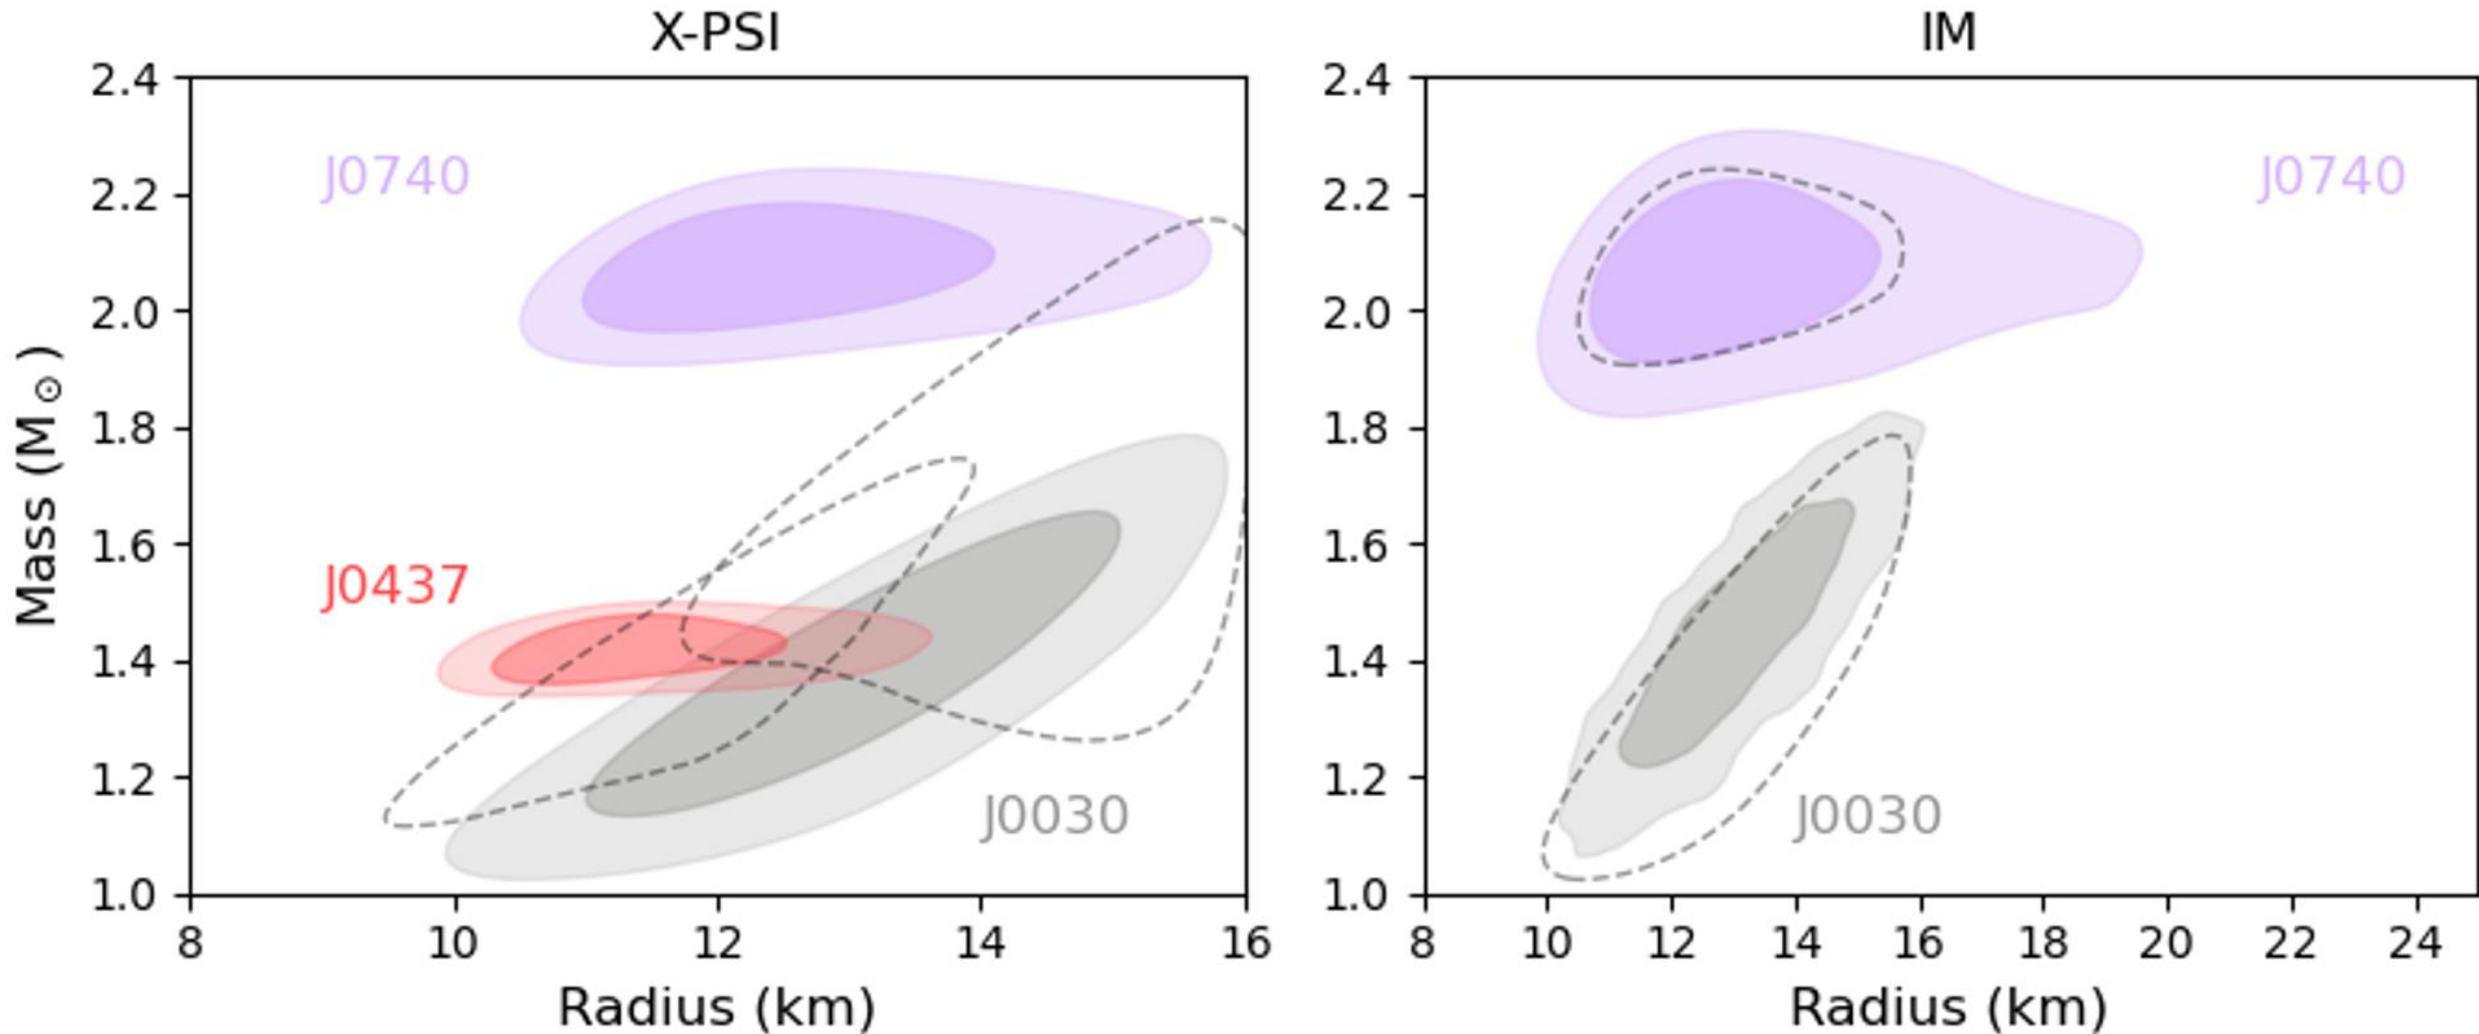 X-PSI
IM
2.4
2.2
2.0
1.8
1.6
1.4
1.2
1.0
Mass (M⊙)
J0740
J0437
J0030
8 10 12 14 16
Radius (km)
2.4
2.2
2.0
1.8
1.6
1.4
1.2
1.0
J0740
J0030
8 10 12 14 16 18 20 22 24
Radius (km)